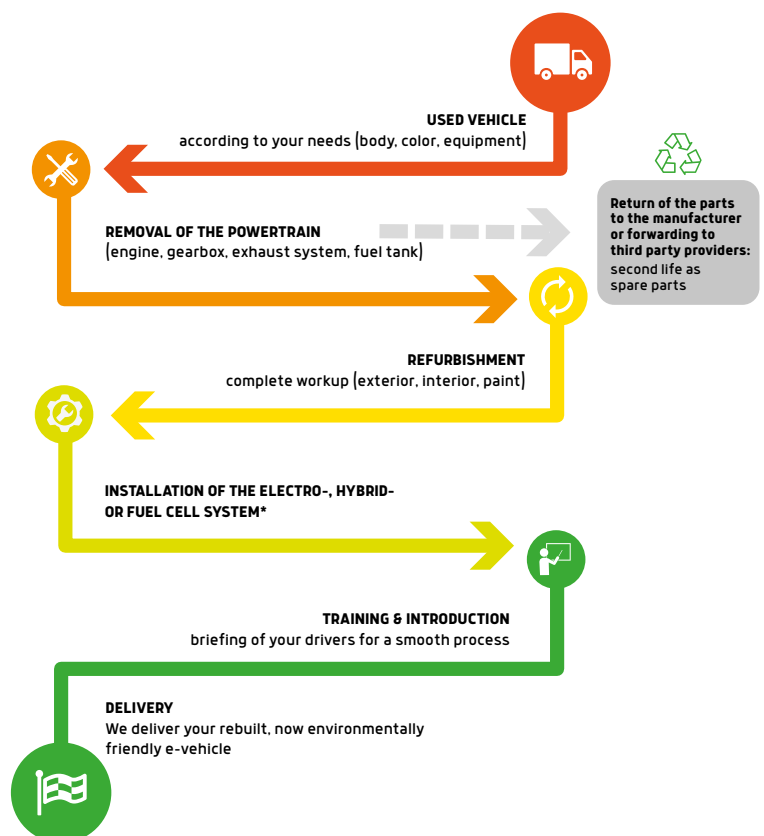 USED VEHICLE
according to your needs (body, color, equipment)
REMOVAL OF THE POWERTRAIN
(engine, gearbox, exhaust system, fuel tank)
Return of the parts
to the manufacturer
or forwarding to
third party providers:
second life as
spare parts
REFURBISHMENT
complete workup (exterior, interior, paint)
INSTALLATION OF THE ELECTRO-, HYBRID-
OR FUEL CELL SYSTEM*
TRAINING & INTRODUCTION
briefing of your drivers for a smooth process
DELIVERY
We deliver your rebuilt, now environmentally
friendly e-vehicle